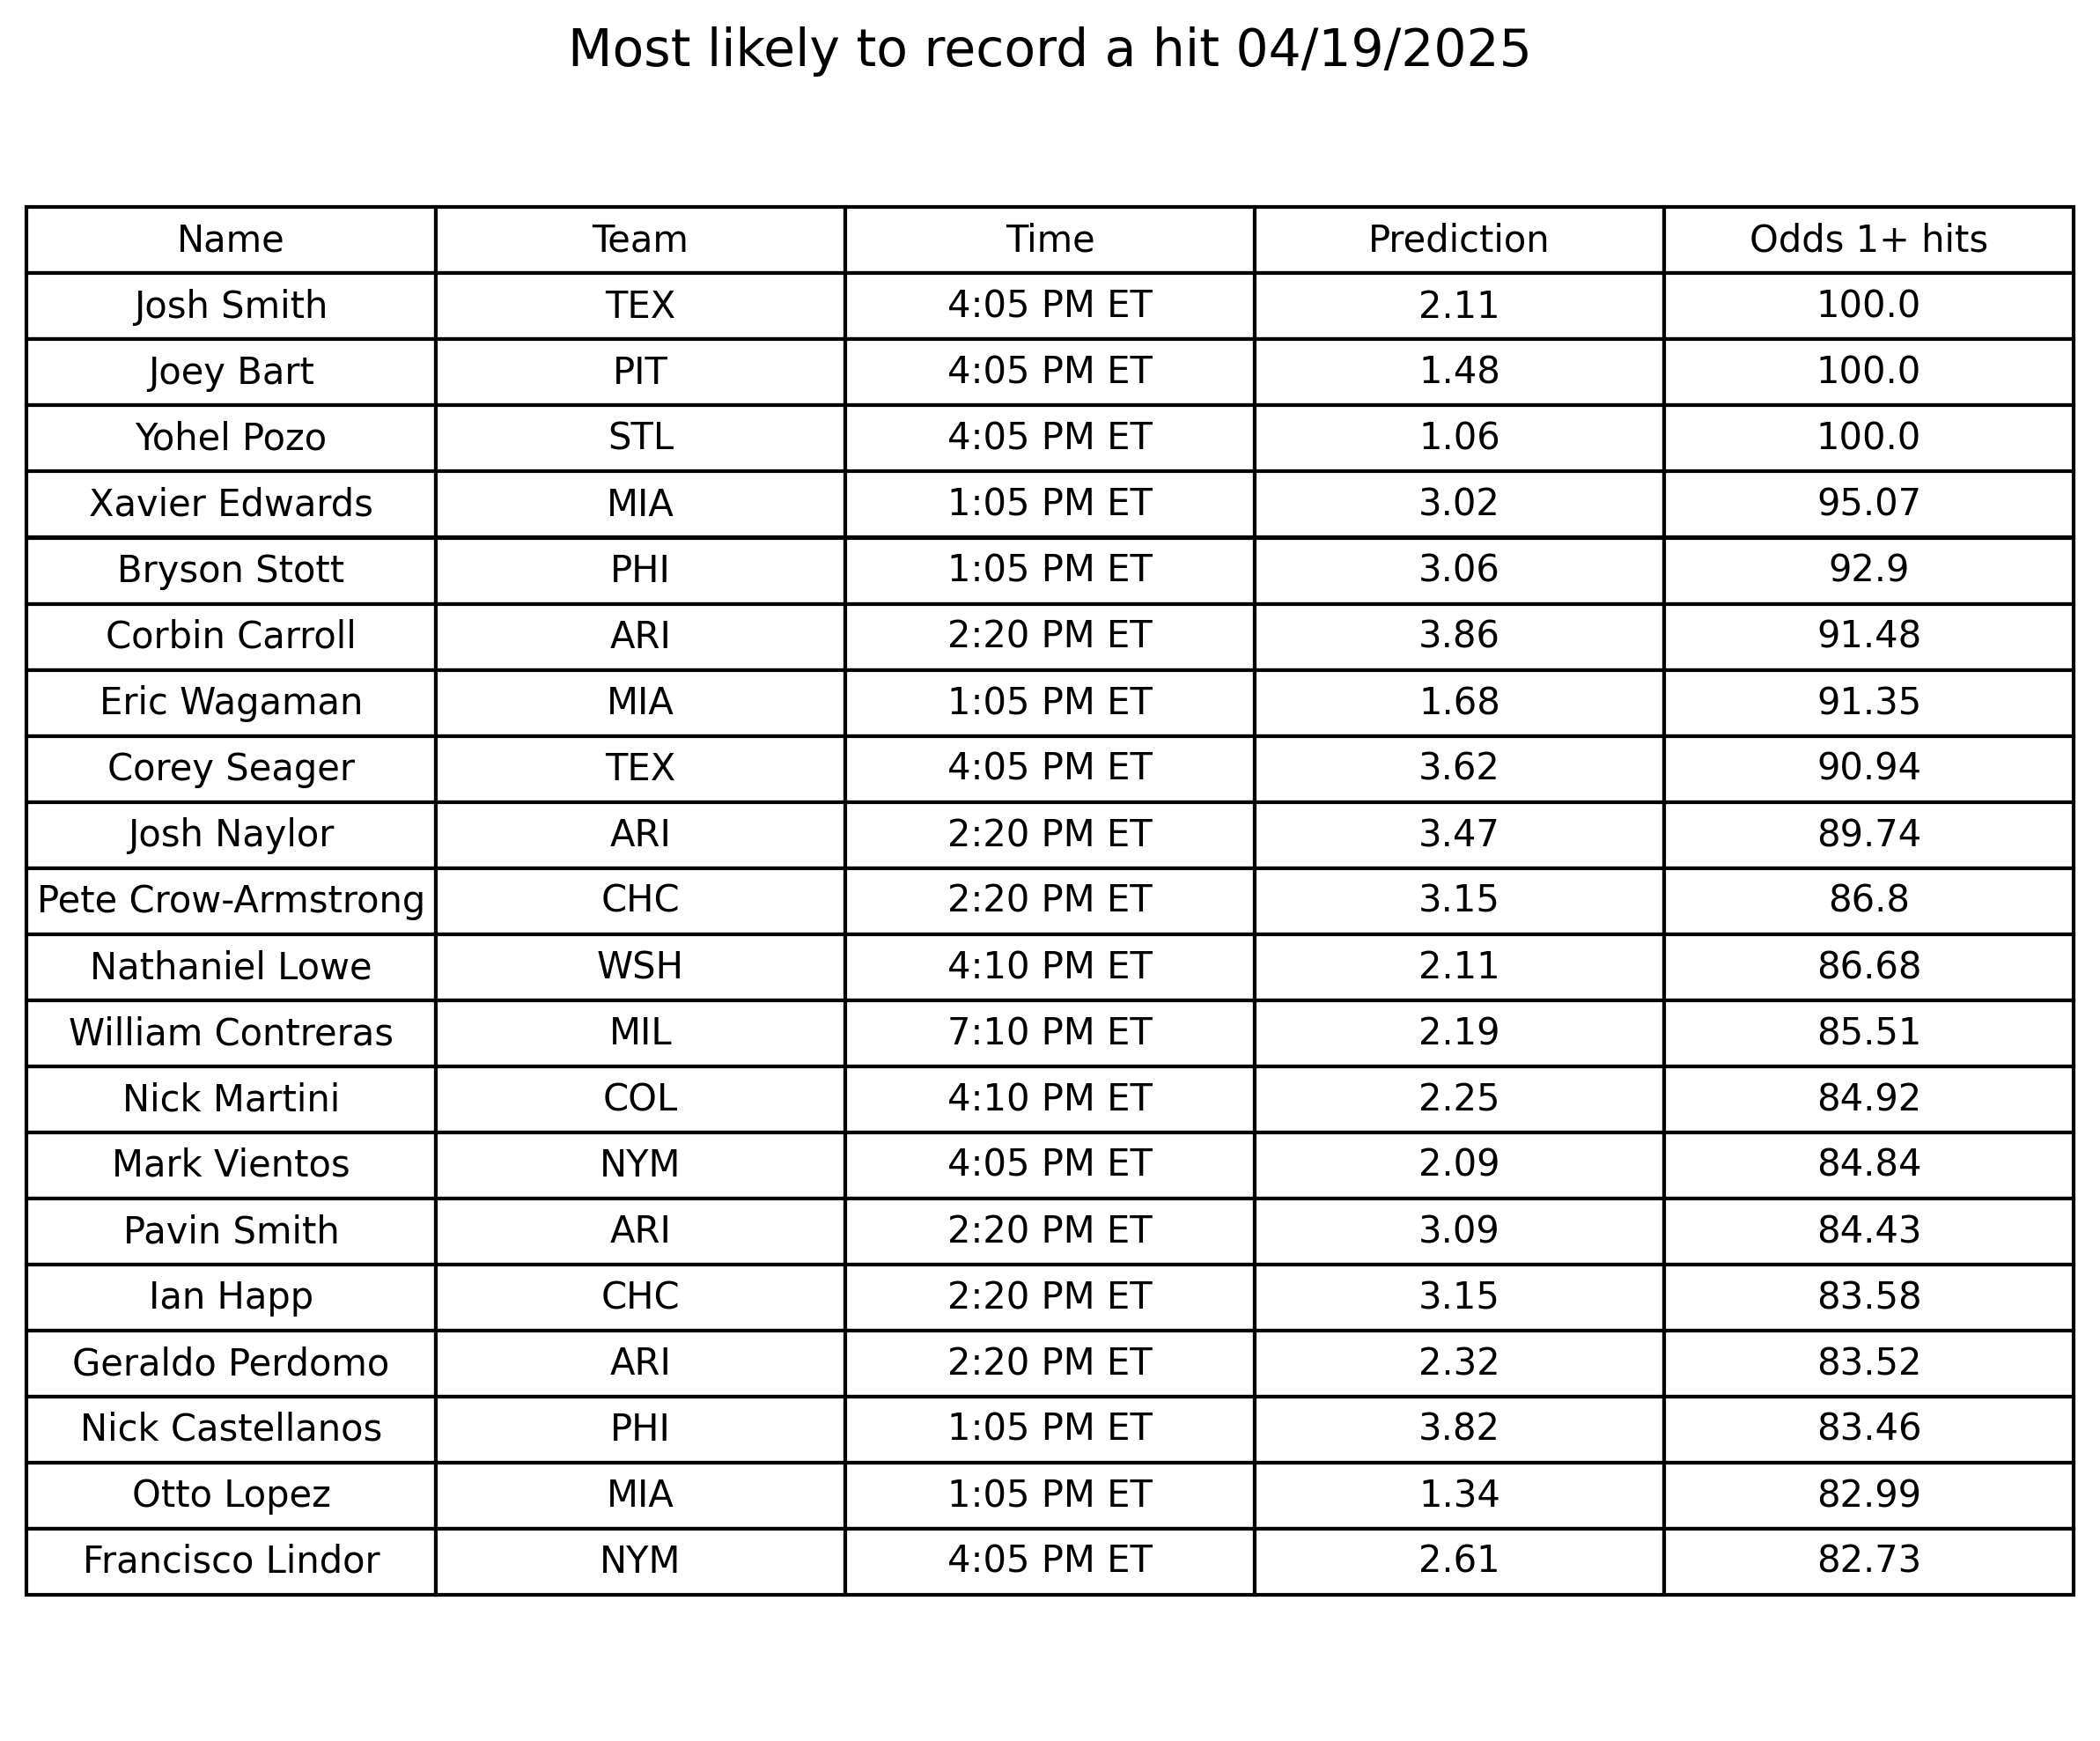 Most likely to record a hit 04/19/2025
Name Team Time Prediction Odds 1+ hits
Josh Smith TEX 4:05 PM ET 2.11 100.0
Joey Bart PIT 4:05 PM ET 1.48 100.0
Yohel Pozo STL 4:05 PM ET 1.06 100.0
Xavier Edwards MIA 1:05 PM ET 3.02 95.07
Bryson Stott PHI 1:05 PM ET 3.06 92.9
Corbin Carroll ARI 2:20 PM ET 3.86 91.48
Eric Wagaman MIA 1:05 PM ET 1.68 91.35
Corey Seager TEX 4:05 PM ET 3.62 90.94
Josh Naylor ARI 2:20 PM ET 3.47 89.74
Pete Crow-Armstrong CHC 2:20 PM ET 3.15 86.8
Nathaniel Lowe WSH 4:10 PM ET 2.11 86.68
William Contreras MIL 7:10 PM ET 2.19 85.51
Nick Martini COL 4:10 PM ET 2.25 84.92
Mark Vientos NYM 4:05 PM ET 2.09 84.84
Pavin Smith ARI 2:20 PM ET 3.09 84.43
Ian Happ CHC 2:20 PM ET 3.15 83.58
Geraldo Perdomo ARI 2:20 PM ET 2.32 83.52
Nick Castellanos PHI 1:05 PM ET 3.82 83.46
Otto Lopez MIA 1:05 PM ET 1.34 82.99
Francisco Lindor NYM 4:05 PM ET 2.61 82.73